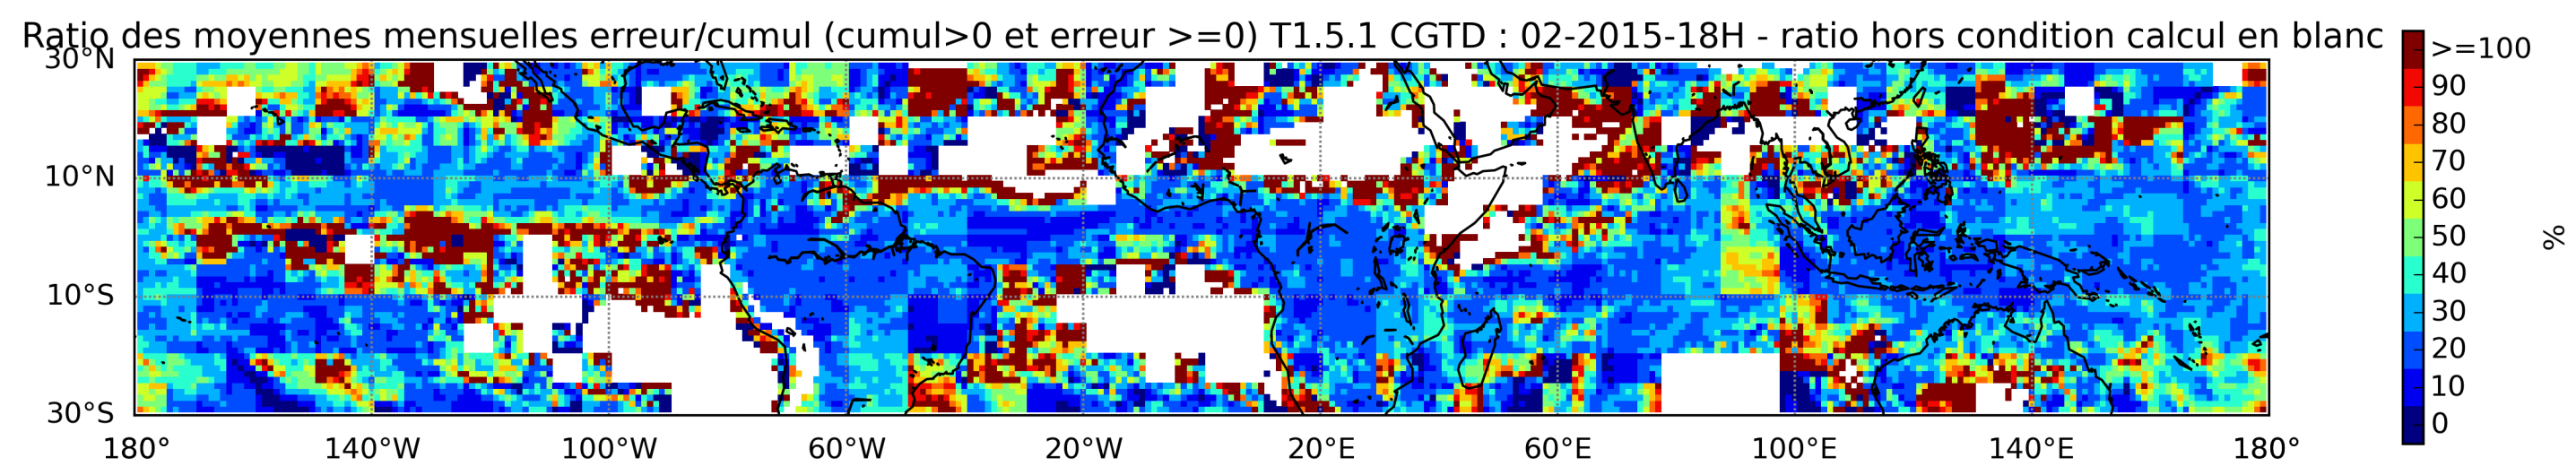 Ratio des moyennes mensuelles erreur/cumul (cumul>0 et erreur >=0) T1.5.1 CGTD : 02-2015-18H - ratio hors condition calcul en blanc
30°N
10°N
10°S
30°S
180° 140°W 100°W 60°W 20°W 20°E 60°E 100°E 140°E 180°
>=100
90
80
70
60
50
40
30
20
10
0
%